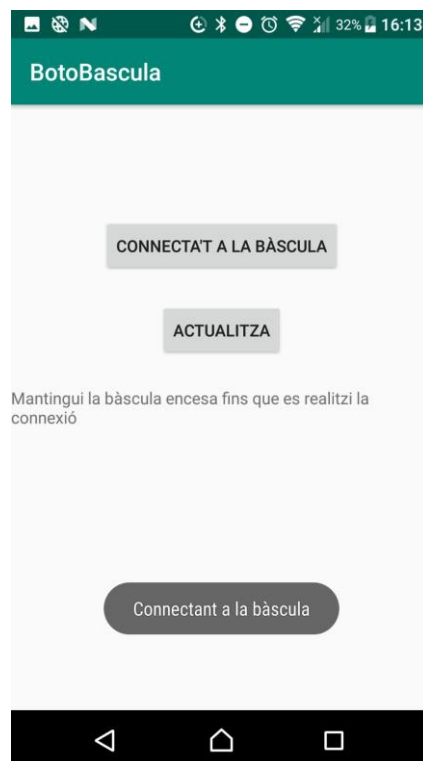 32% 16:13
BotoBascula
CONNECTA'T A LA BÀSCULA
ACTUALITZA
Mantingui la bàscula encesa fins que es realitzi la
connexió
Connectant a la bàscula